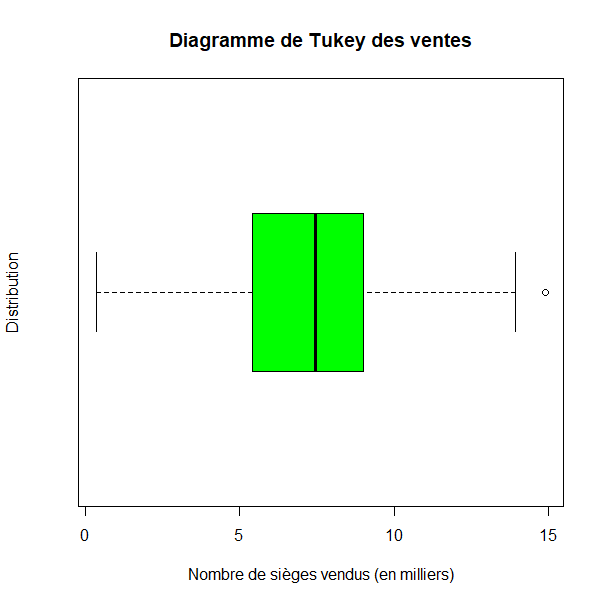 Diagramme de Tukey des ventes
Distribution
0 5 10 15
Nombre de sièges vendus (en milliers)